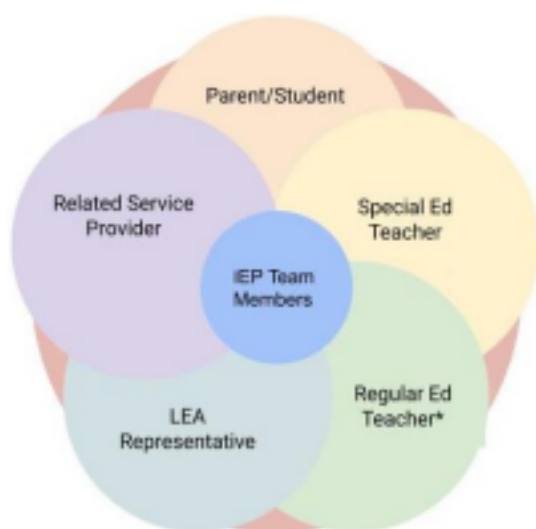 Parent/Student
Related Service
Provider
Special Ed
Teacher
IEP Team
Members
Regular Ed
Teacher*
LEA
Representative